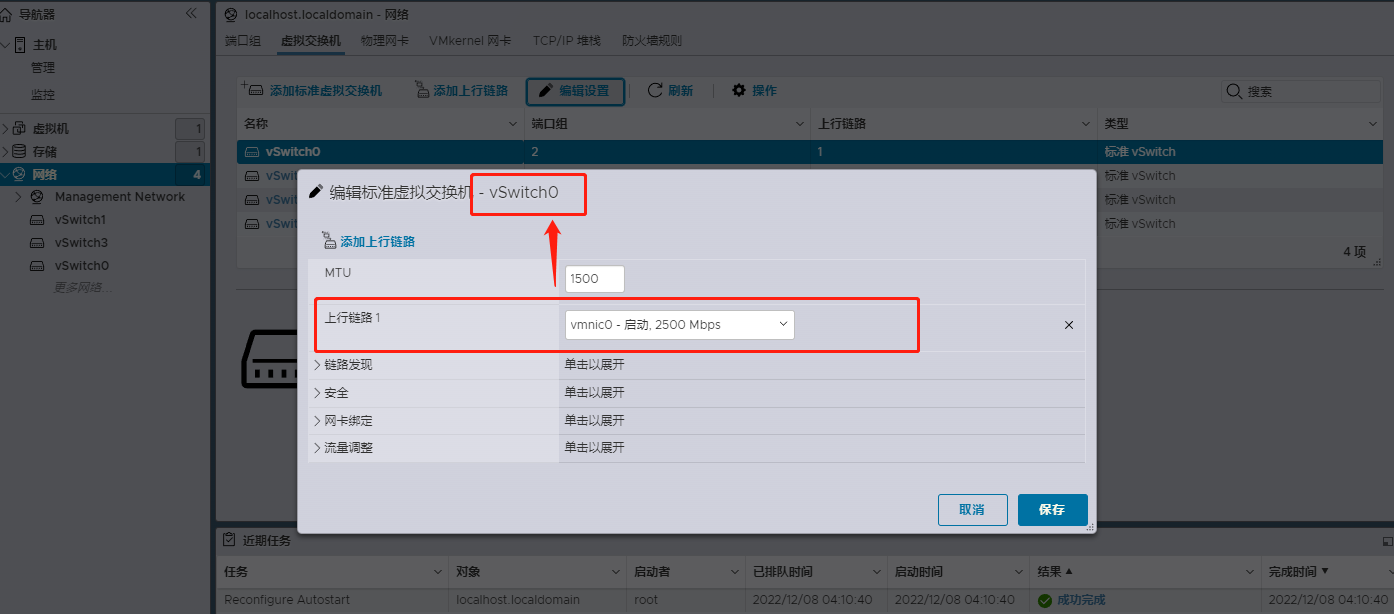 导航器
主机
管理
监控
虚拟机 1
存储 1
网络 4
Management Network
vSwitch1
vSwitch3
vSwitch0
更多网络...
localhost.localdomain - 网络
端口组 虚拟交换机 物理网卡 VMkernel 网卡 TCP/IP 堆栈 防火墙规则
添加标准虚拟交换机 添加上行链路 编辑设置 刷新 操作 搜索
名称 端口组 上行链路 类型
vSwitch0 2 1 标准 vSwitch
vSwit 标准 vSwitch
vSwit 标准 vSwitch
vSwit 标准 vSwitch
4 项
编辑标准虚拟交换机 - vSwitch0
添加上行链路
MTU 1500
上行链路 1 vmnic0 - 启动, 2500 Mbps
链路发现 单击以展开
安全 单击以展开
网卡绑定 单击以展开
流量调整 单击以展开
取消 保存
近期任务
任务 对象 启动者 已排队时间 启动时间 结果 完成时间
Reconfigure Autostart localhost.localdomain root 2022/12/08 04:10:40 2022/12/08 04:10:40 成功完成 2022/12/08 04:10:40